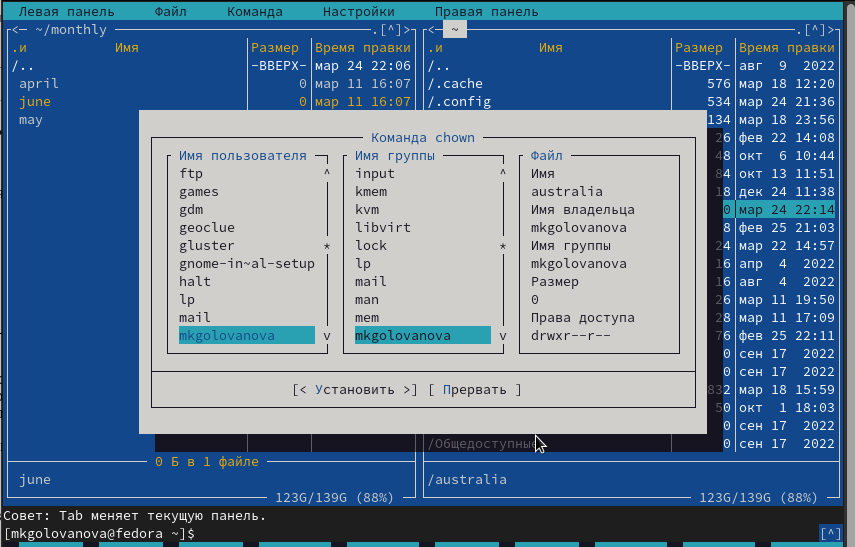 Левая панель Файл Команда Настройки Правая панель
<— ~/monthly .[^]> <— ~ .[^]>
.и Имя Размер Время правки .и Имя Размер Время правки
/.. -ВВЕРХ- мар 24 22:06 /.. -ВВЕРХ- авг 9 2022
april 0 мар 11 16:07 /.cache 576 мар 18 12:20
june 0 мар 11 16:07 /.config 534 мар 24 21:36
may 134 мар 18 23:56
6 фев 22 14:08
Команда chown
Имя пользователя Имя группы Файл 48 окт 6 10:44
ftp ^ input ^ Имя 84 окт 13 11:51
games kmem australia 18 дек 24 11:38
gdm kvm Имя владельца 0 мар 24 22:14
geoclue libvirt mkgolovanova 8 фев 25 21:03
gluster * lock * Имя группы 24 мар 22 14:57
gnome-in~al-setup lp mkgolovanova 16 апр 4 2022
halt mail Размер 16 авг 4 2022
lp man 0 26 мар 11 19:50
mail mem Права доступа 28 мар 11 17:09
mkgolovanova v mkgolovanova v drwxr--r-- 76 фев 25 22:11
0 сен 17 2022
0 сен 17 2022
[< Установить >] [ Прервать ] 832 мар 18 15:59
50 окт 1 18:03
0 сен 17 2022
/Общедоступные 0 сен 17 2022
0 Б в 1 файле
june /australia
123G/139G (88%) 123G/139G (88%)
Совет: Tab меняет текущую панель.
[mkgolovanova@fedora ~]$ [^]